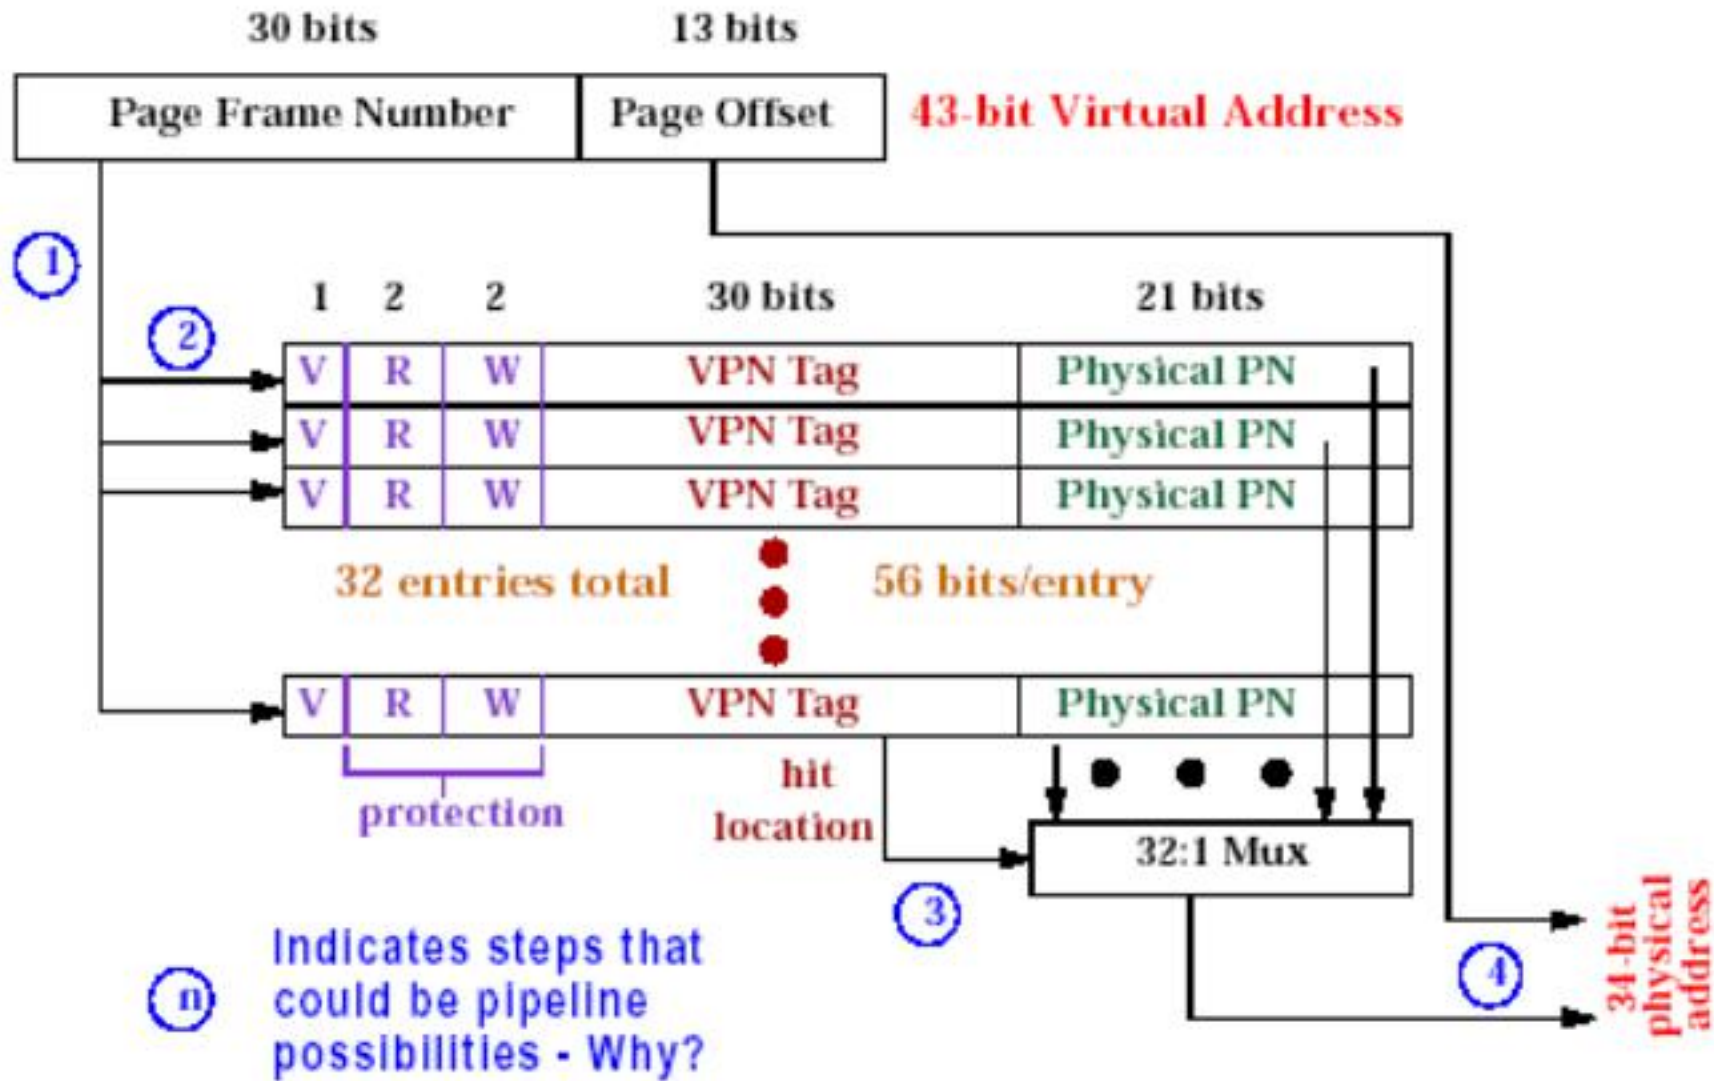 30 bits 13 bits
Page Frame Number Page Offset 43-bit Virtual Address
1
1 2 2 30 bits 21 bits
2
V R W VPN Tag Physical PN
V R W VPN Tag Physical PN
V R W VPN Tag Physical PN
32 entries total 56 bits/entry
V R W VPN Tag Physical PN
hit
location
protection
32:1 Mux
3
4
34-bit
physical
address
n
Indicates steps that
could be pipeline
possibilities - Why?